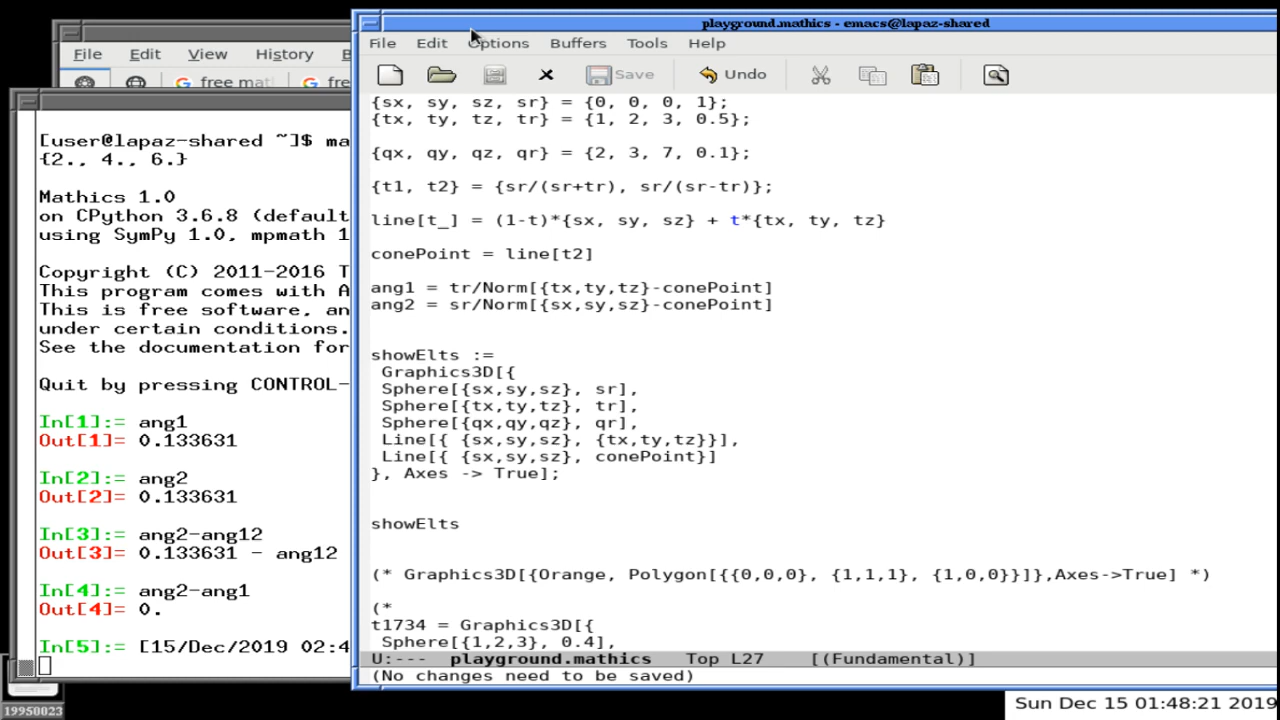 playground.mathics - emacs@lapaz-shared
File Edit Options Buffers Tools Help
Save Undo
{sx, sy, sz, sr} = {0, 0, 0, 1};
{tx, ty, tz, tr} = {1, 2, 3, 0.5};
{qx, qy, qz, qr} = {2, 3, 7, 0.1};
{t1, t2} = {sr/(sr+tr), sr/(sr-tr)};
line[t_] = (1-t)*{sx, sy, sz} + t*{tx, ty, tz}
conePoint = line[t2]
ang1 = tr/Norm[{tx,ty,tz}-conePoint]
ang2 = sr/Norm[{sx,sy,sz}-conePoint]
showElts :=
Graphics3D[{
Sphere[{sx,sy,sz}, sr],
Sphere[{tx,ty,tz}, tr],
Sphere[{qx,qy,qz}, qr],
Line[{ {sx,sy,sz}, {tx,ty,tz}}],
Line[{ {sx,sy,sz}, conePoint}]
}, Axes -> True];
showElts
(* Graphics3D[{Orange, Polygon[{{0,0,0}, {1,1,1}, {1,0,0}}]},Axes->True] *)
(*
t1734 = Graphics3D[{
Sphere[{1,2,3}, 0.4],
U:--- playground.mathics Top L27 [(Fundamental)]
(No changes need to be saved)
File Edit View History B
free mat
fre
[user@lapaz-shared ~]$ ma
{2., 4., 6.}
Mathics 1.0
on CPython 3.6.8 (default
using SymPy 1.0, mpmath 1
Copyright (C) 2011-2016 T
This program comes with A
This is free software, an
under certain conditions.
See the documentation for
Quit by pressing CONTROL-
In[1]:= ang1
Out[1]= 0.133631
In[2]:= ang2
Out[2]= 0.133631
In[3]:= ang2-ang12
Out[3]= 0.133631 - ang12
In[4]:= ang2-ang1
Out[4]= 0.
In[5]:= [15/Dec/2019 02:4
19950023
Sun Dec 15 01:48:21 2019